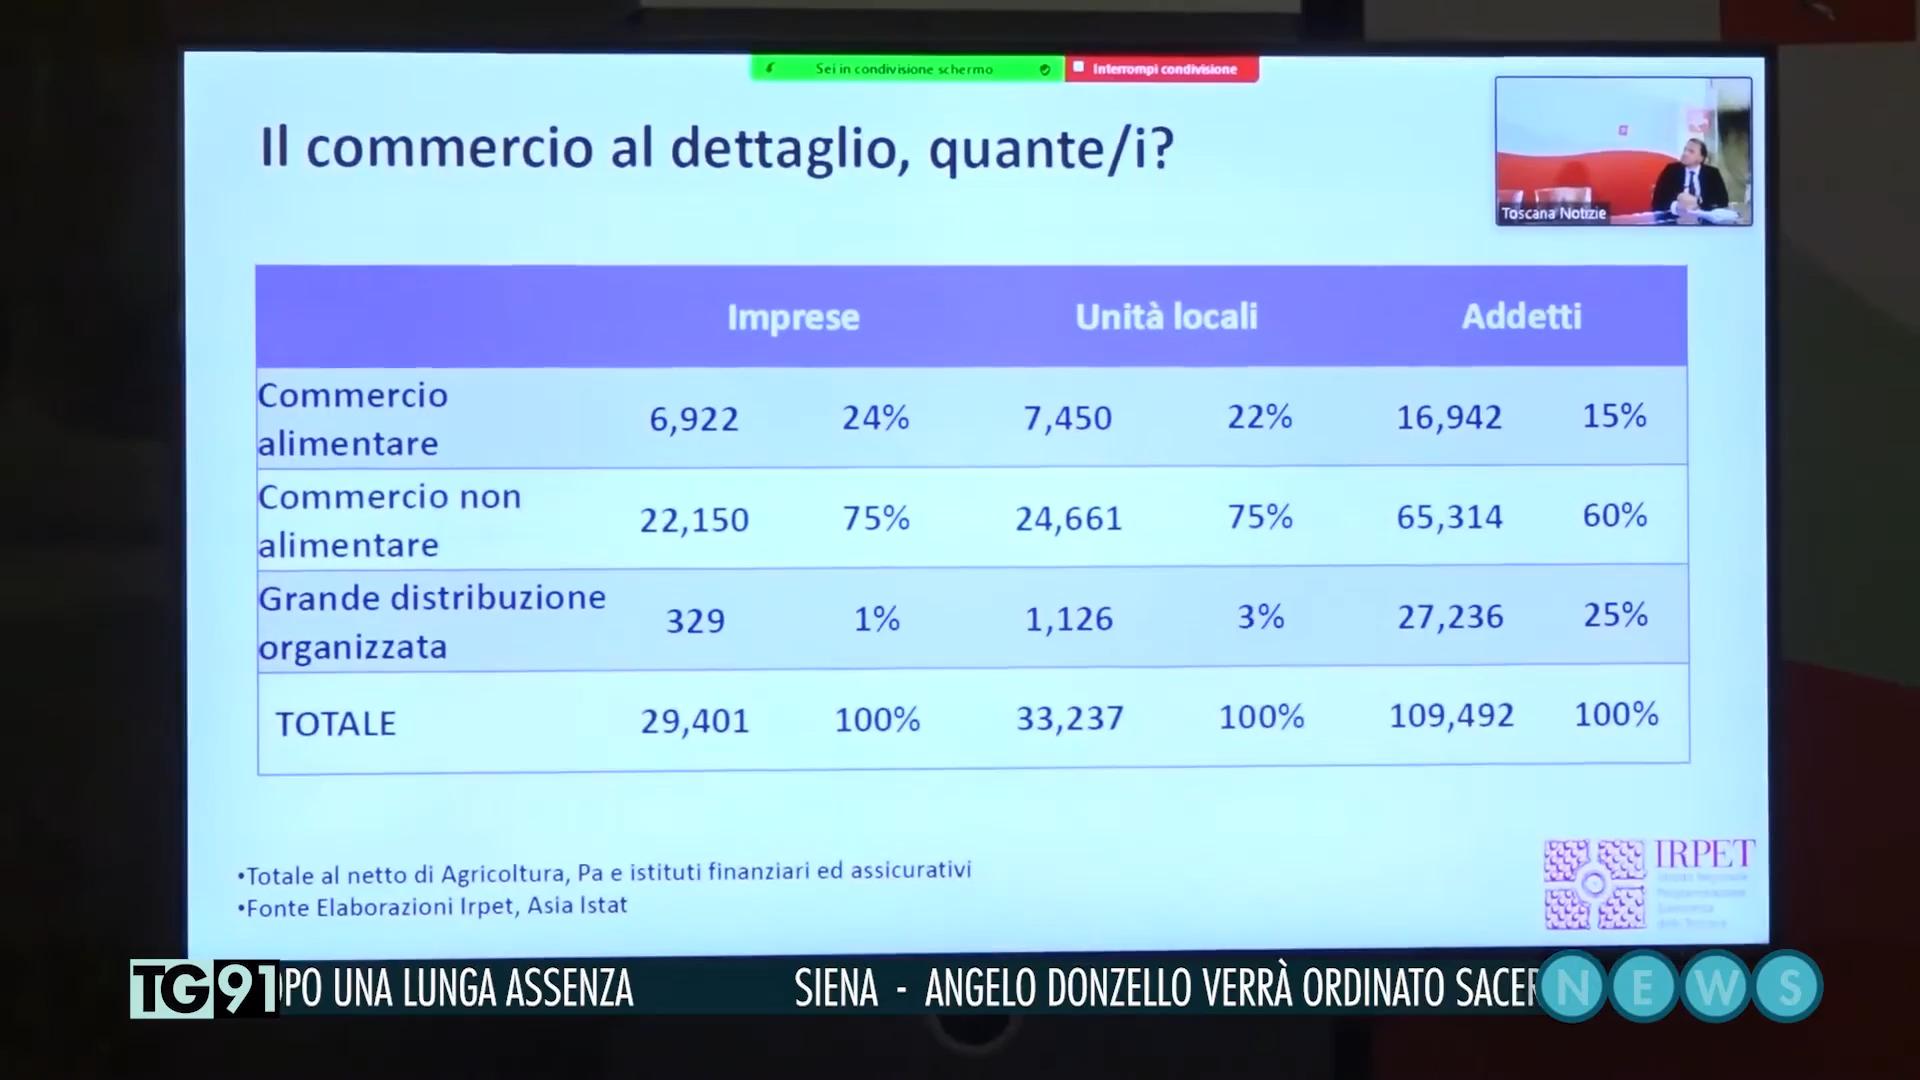 Sei in condivisione schermo
Interrompi condivisione
Il commercio al dettaglio, quante/i?
Toscana Notizie
Imprese Unità locali Addetti
Commercio
alimentare
6,922 24% 7,450 22% 16,942 15%
Commercio non
alimentare
22,150 75% 24,661 75% 65,314 60%
Grande distribuzione
organizzata
329 1% 1,126 3% 27,236 25%
TOTALE 29,401 100% 33,237 100% 109,492 100%
•Totale al netto di Agricoltura, Pa e istituti finanziari ed assicurativi
•Fonte Elaborazioni Irpet, Asia Istat
IRPET
TG91 OPO UNA LUNGA ASSENZA SIENA - ANGELO DONZELLO VERRÀ ORDINATO SACER NEWS